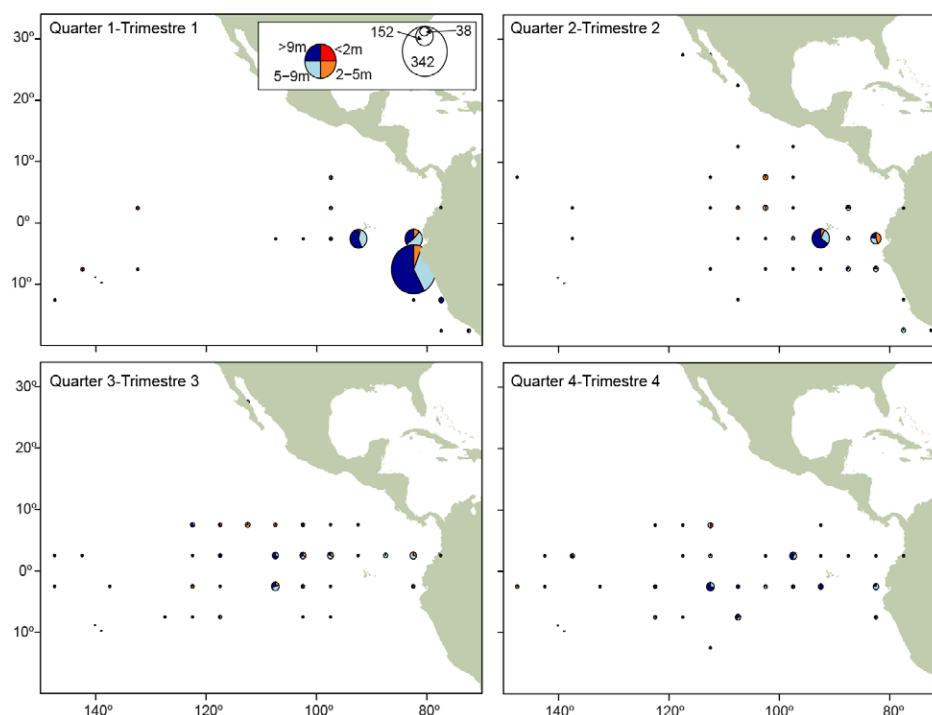 Quarter 1-Trimestre 1
>9m <2m
5−9m 2−5m
152 38
342
Quarter 2-Trimestre 2
30º
20º
10º
0º
10º
Quarter 3-Trimestre 3
Quarter 4-Trimestre 4
30º
20º
10º
0º
10º
140º 120º 100º 80º 140º 120º 100º 80º